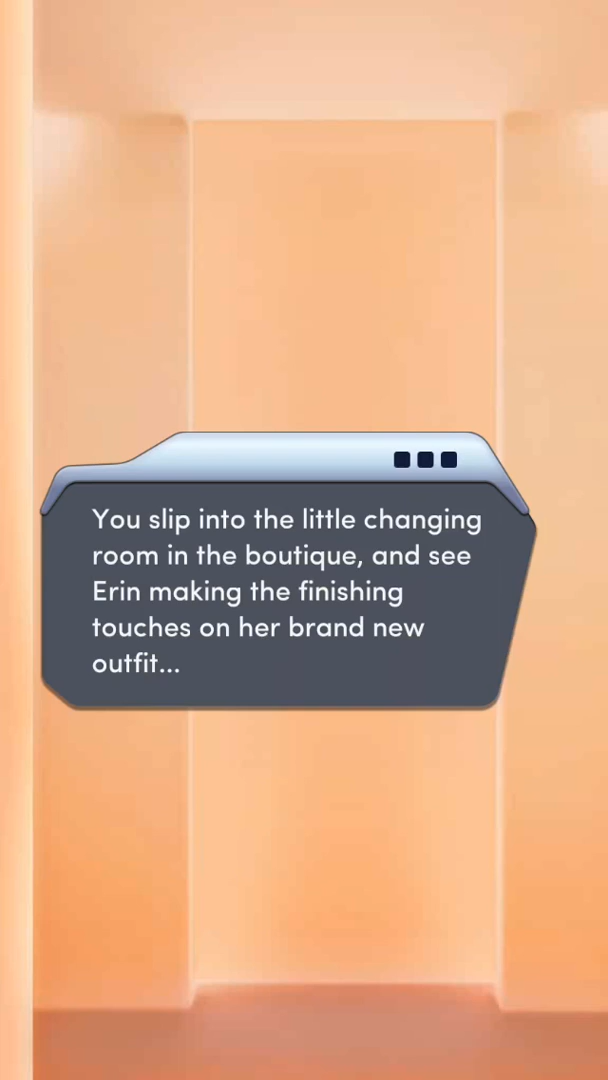 You slip into the little changing
room in the boutique, and see
Erin making the finishing
touches on her brand new
outfit...